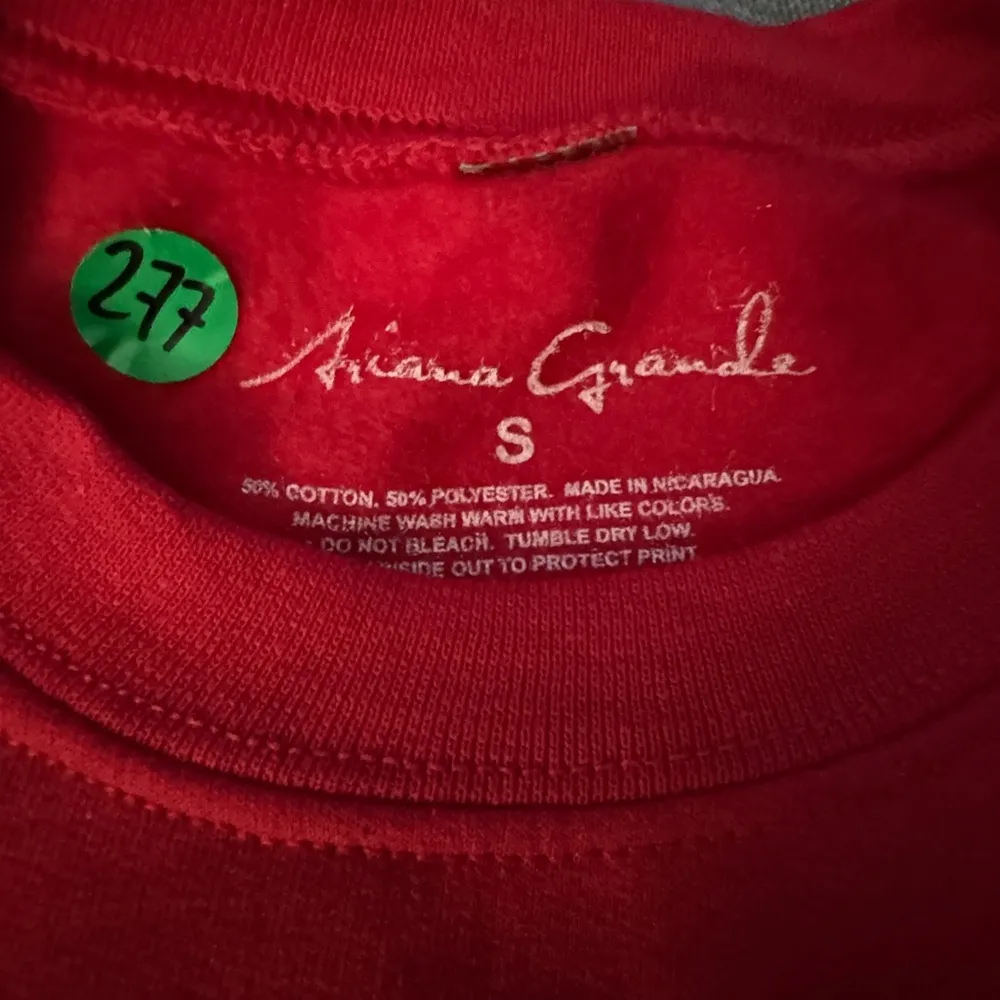 277
Ariana Grande
S
50% COTTON, 50% POLYESTER. MADE IN NICARAGUA.
MACHINE WASH WARM WITH LIKE COLORS.
DO NOT BLEACH. TUMBLE DRY LOW.
OUT TO PROTECT PRINT